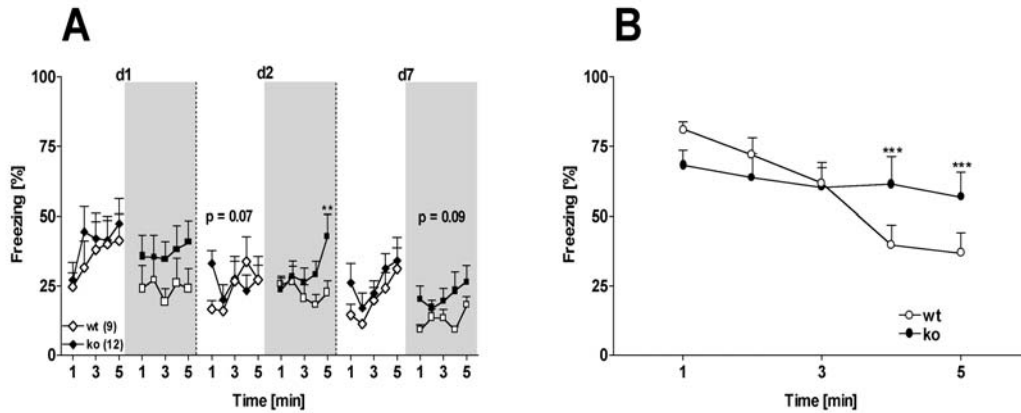 A
d1
d2
d7
100
75
50
25
0
Freezing [%]
p = 0.07
**
p = 0.09
wt (9)
ko (12)
1 3 5 1 3 5 1 3 5 1 3 5 1 3 5 1 3 5
Time [min]
B
100
75
50
25
0
Freezing [%]
***
***
wt
ko
1 3 5
Time [min]